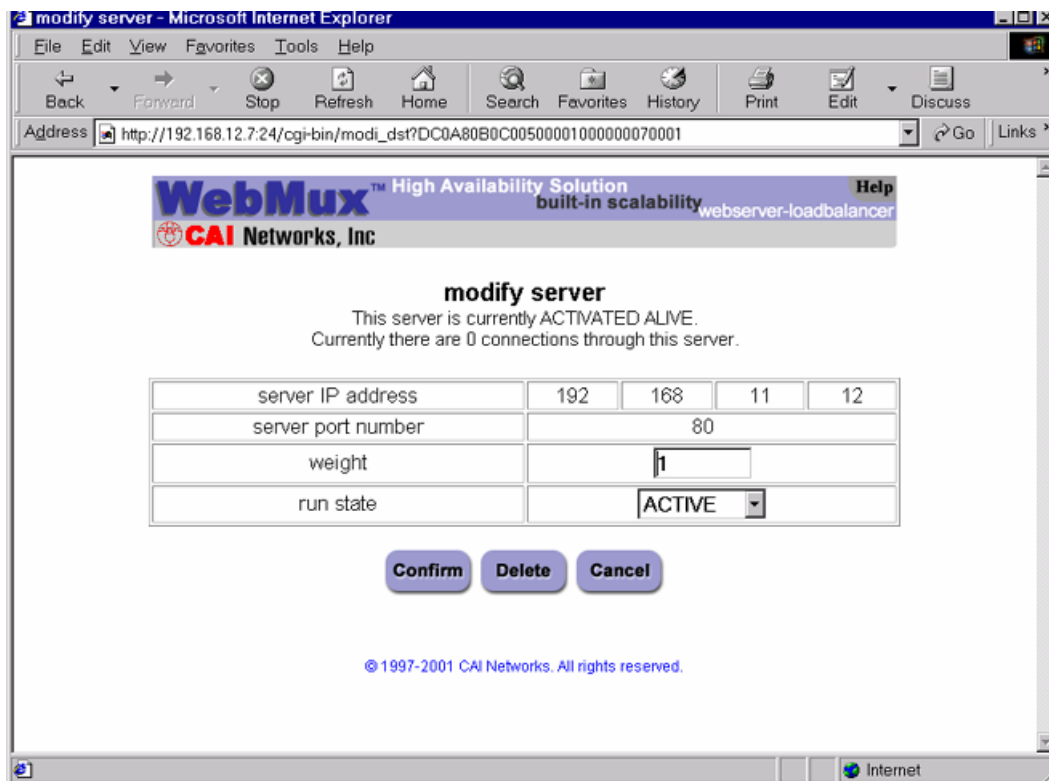 modify server - Microsoft Internet Explorer
File Edit View Favorites Tools Help
Back Forward Stop Refresh Home Search Favorites History Print Edit Discuss
Address http://192.168.12.7:24/cgi-bin/modi_dst?DC0A80B0C00500001000000070001 Go Links
WebMux™ High Availability Solution Help
built-in scalability
webserver-loadbalancer
CAI Networks, Inc
modify server
This server is currently ACTIVATED ALIVE.
Currently there are 0 connections through this server.
server IP address 192 168 11 12
server port number 80
weight 1
run state ACTIVE
Confirm Delete Cancel
© 1997-2001 CAI Networks. All rights reserved.
Internet